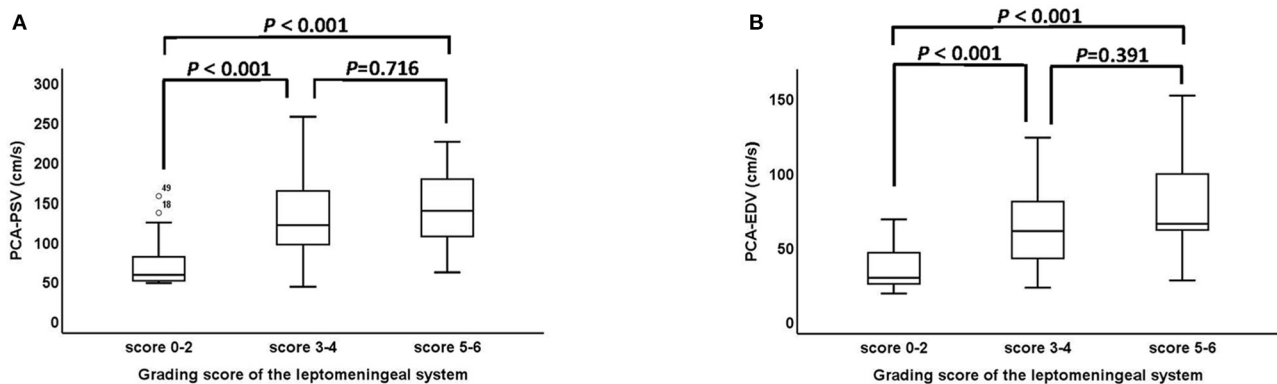 A
P < 0.001
P < 0.001
P=0.716
PCA-PSV (cm/s)
300
250
200
150
100
50
0
49
18
score 0-2
score 3-4
score 5-6
Grading score of the leptomeningeal system
B
P < 0.001
P < 0.001
P=0.391
PCA-EDV (cm/s)
150
100
50
0
score 0-2
score 3-4
score 5-6
Grading score of the leptomeningeal system